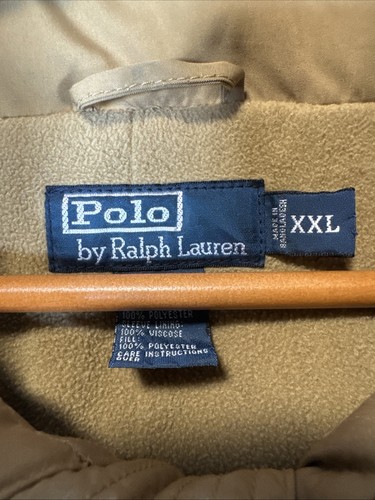 Polo
by Ralph Lauren
MADE IN
BANGLADESH
XXL
100% POLYESTER
SLEEVE LINING:
100% VISCOSE
FILL:
100% POLYESTER
CARE INSTRUCTIONS
OVER